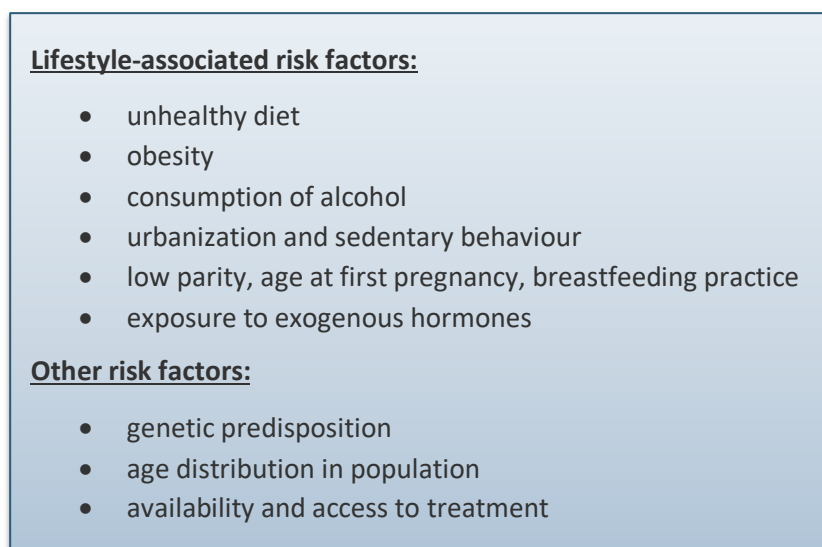 Lifestyle-associated risk factors:
• unhealthy diet
• obesity
• consumption of alcohol
• urbanization and sedentary behaviour
• low parity, age at first pregnancy, breastfeeding practice
• exposure to exogenous hormones
Other risk factors:
• genetic predisposition
• age distribution in population
• availability and access to treatment